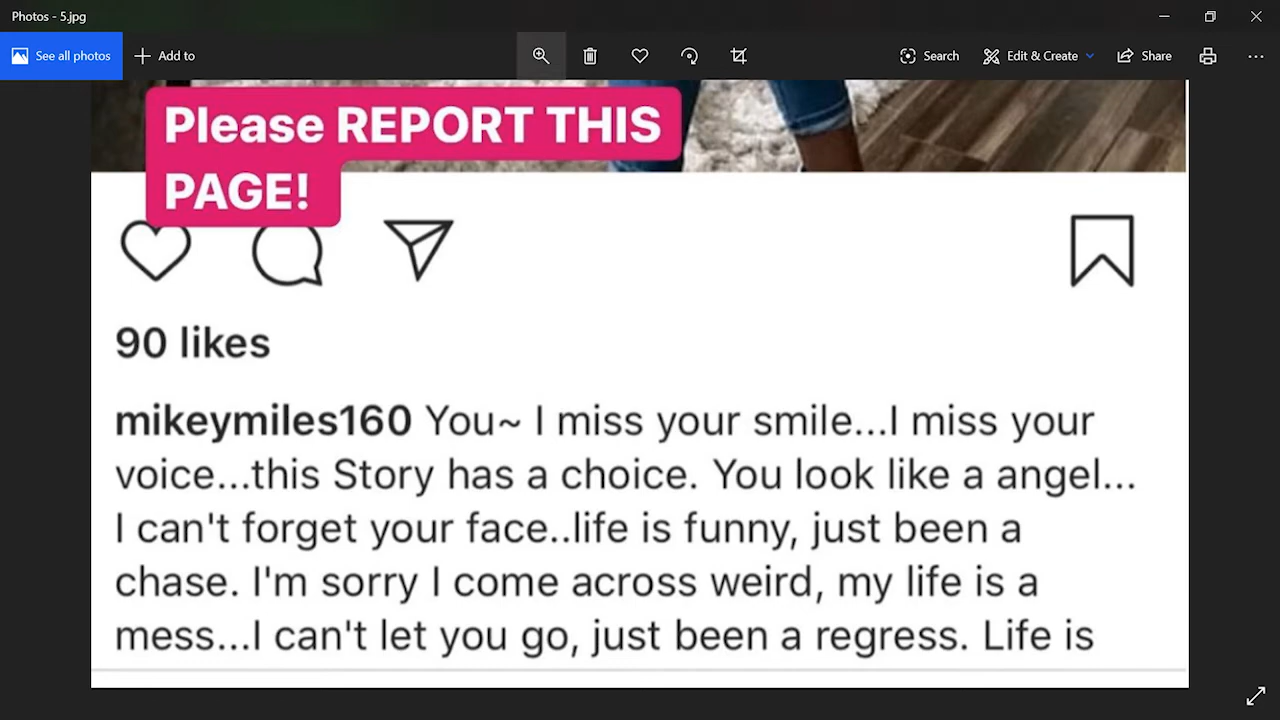 Photos - 5.jpg
See all photos
Add to
Search
Edit & Create
Share
Please REPORT THIS
PAGE!
90 likes
mikeymiles160 You~ I miss your smile...I miss your
voice...this Story has a choice. You look like a angel...
I can't forget your face..life is funny, just been a
chase. I'm sorry I come across weird, my life is a
mess...I can't let you go, just been a regress. Life is